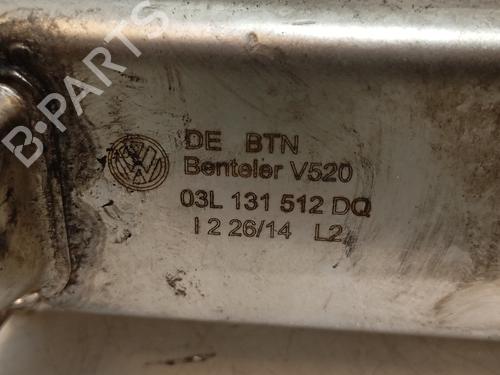 B-PARTS
DE BTN
Benteler V520
03L 131 512 DQ
I 2 26/14 L2